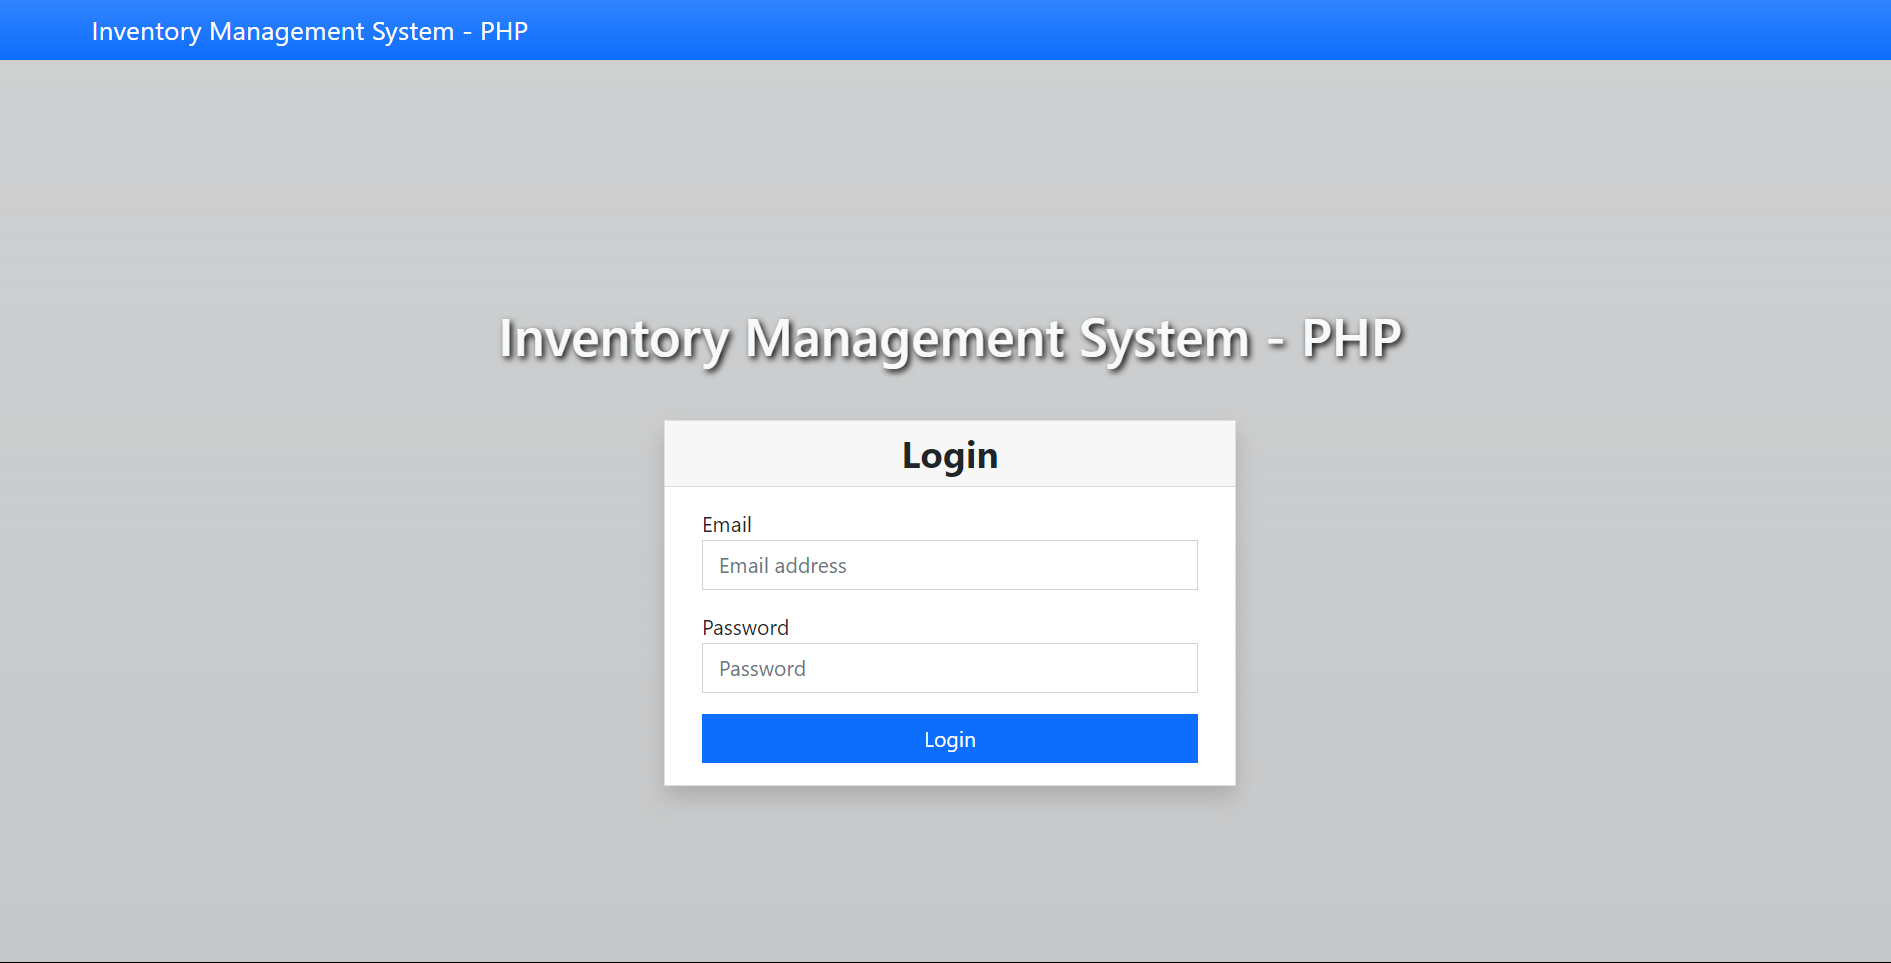 Inventory Management System - PHP
Inventory Management System - PHP
Login
Email
Email address
Password
Password
Login